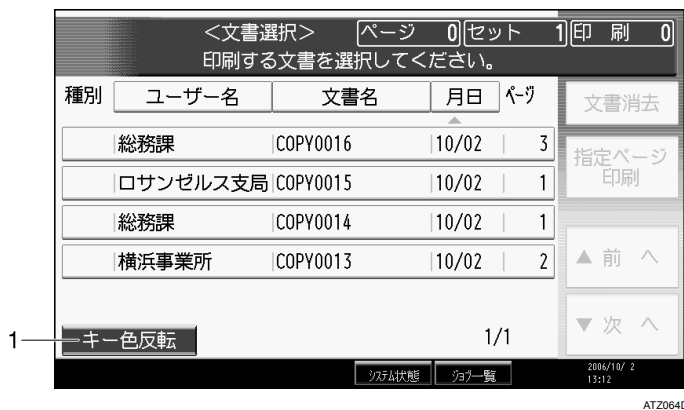 <文書選択> ページ 0 セット 1 印 刷 0
印刷する文書を選択してください。
種別 ユーザー名 文書名 月日 ページ 文書消去
総務課 COPY0016 10/02 3
指定ページ
印刷
ロサンゼルス支局 COPY0015 10/02 1
総務課 COPY0014 10/02 1
横浜事業所 COPY0013 10/02 2
▲ 前 へ
1 キー色反転 1/1
▼ 次 へ
システム状態 ジョブ一覧 2006/10/ 2
13:12
ATZ064D